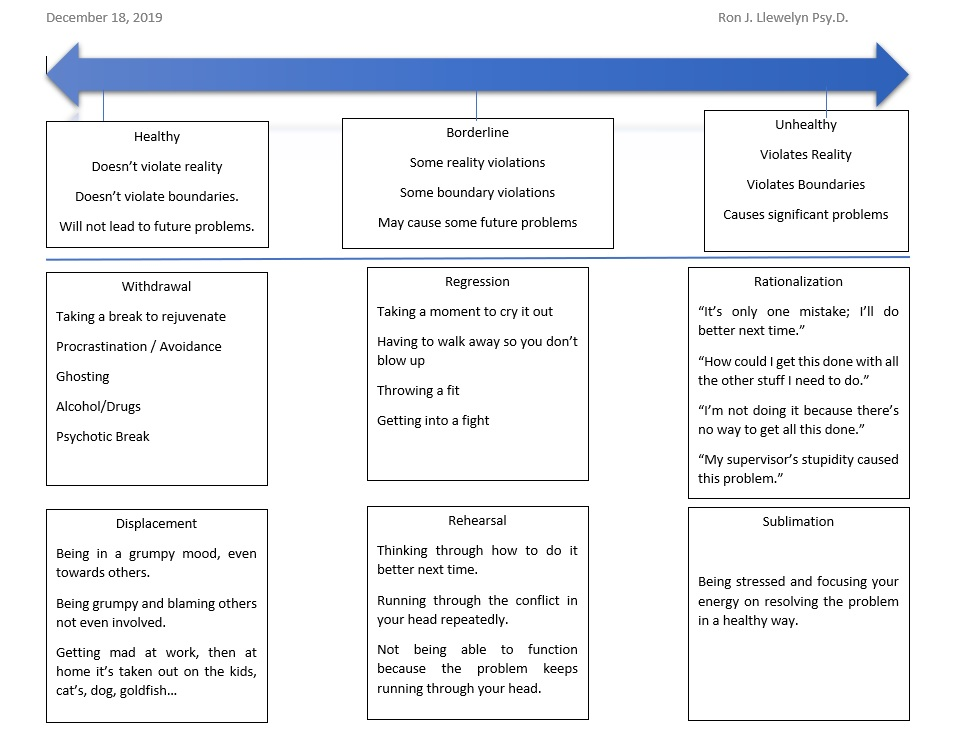 December 18, 2019
Ron J. Llewelyn Psy.D.
Healthy
Doesn’t violate reality
Doesn’t violate boundaries.
Will not lead to future problems.
Borderline
Some reality violations
Some boundary violations
May cause some future problems
Unhealthy
Violates Reality
Violates Boundaries
Causes significant problems
Withdrawal
Taking a break to rejuvenate
Procrastination / Avoidance
Ghosting
Alcohol/Drugs
Psychotic Break
Regression
Taking a moment to cry it out
Having to walk away so you don’t
blow up
Throwing a fit
Getting into a fight
Rationalization
“It’s only one mistake; I’ll do
better next time.”
“How could I get this done with all
the other stuff I need to do.”
“I’m not doing it because there’s
no way to get all this done.”
“My supervisor’s stupidity caused
this problem.”
Displacement
Being in a grumpy mood, even
towards others.
Being grumpy and blaming others
not even involved.
Getting mad at work, then at
home it’s taken out on the kids,
cat’s, dog, goldfish…
Rehearsal
Thinking through how to do it
better next time.
Running through the conflict in
your head repeatedly.
Not being able to function
because the problem keeps
running through your head.
Sublimation
Being stressed and focusing your
energy on resolving the problem
in a healthy way.